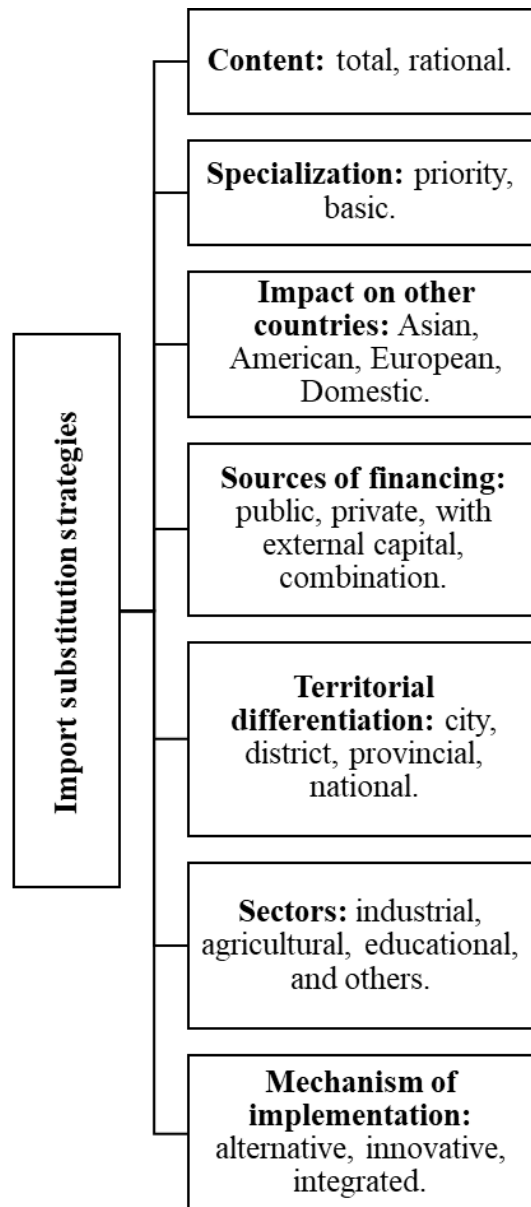 Import substitution strategies
Content: total, rational.
Specialization: priority,
basic.
Impact on other
countries: Asian,
American, European,
Domestic.
Sources of financing:
public, private, with
external capital,
combination.
Territorial
differentiation: city,
district, provincial,
national.
Sectors: industrial,
agricultural, educational,
and others.
Mechanism of
implementation:
alternative, innovative,
integrated.